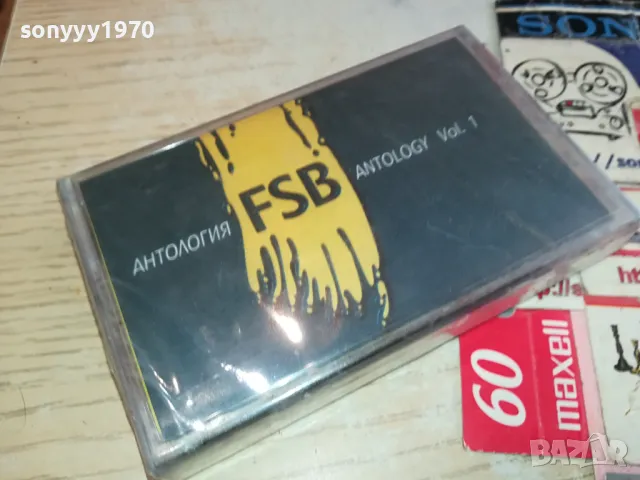 sonyyy1970
SON
АНТОЛОГИЯ
FSB
ANTOLOGY Vol. 1
60
maxell
BAZAR